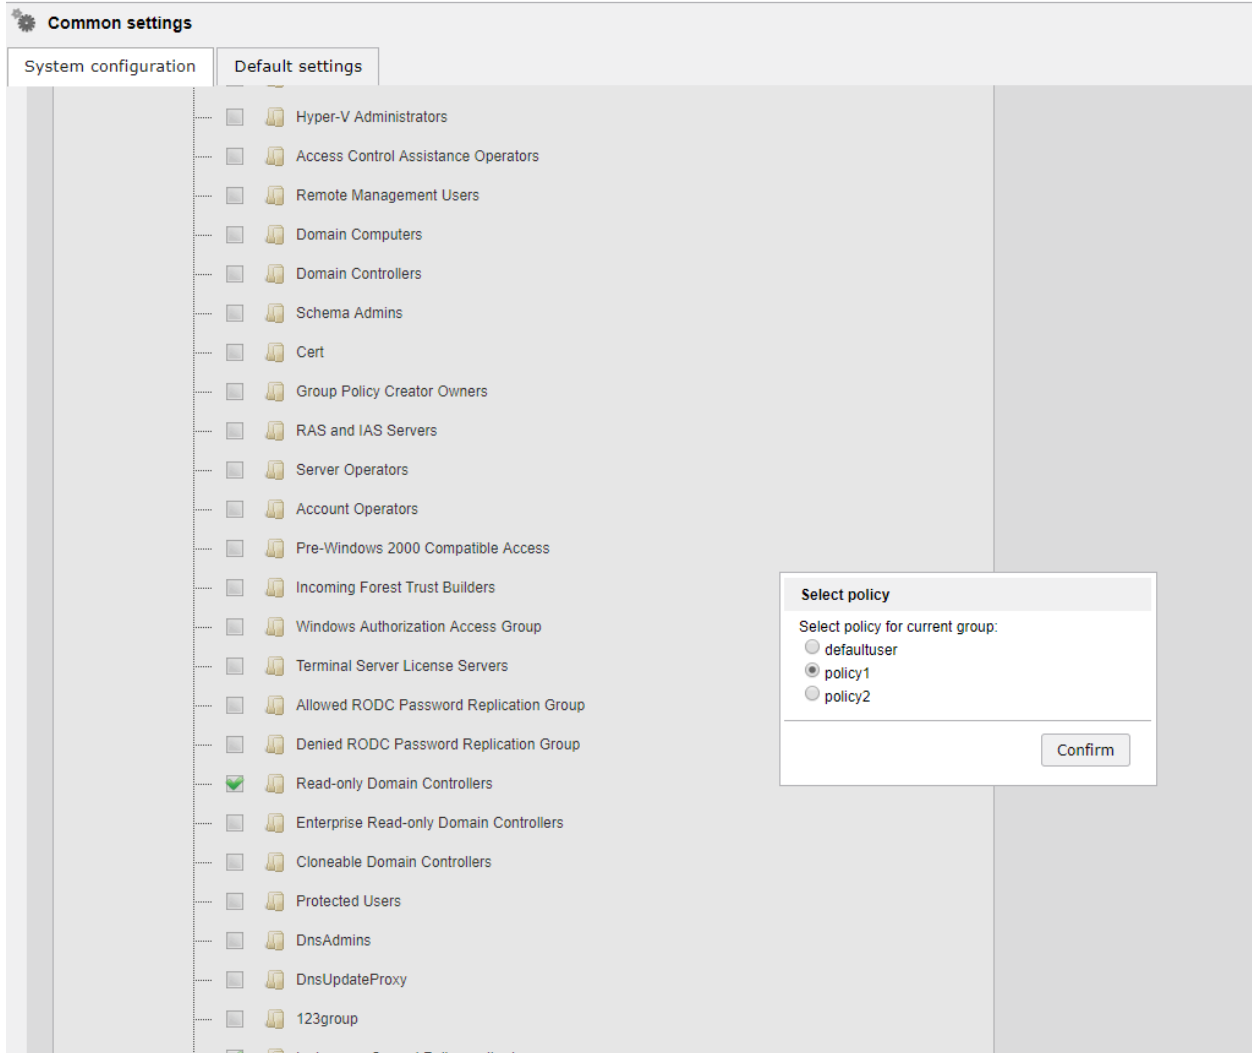 Common settings
System configuration
Default settings
Hyper-V Administrators
Access Control Assistance Operators
Remote Management Users
Domain Computers
Domain Controllers
Schema Admins
Cert
Group Policy Creator Owners
RAS and IAS Servers
Server Operators
Account Operators
Pre-Windows 2000 Compatible Access
Incoming Forest Trust Builders
Windows Authorization Access Group
Terminal Server License Servers
Allowed RODC Password Replication Group
Denied RODC Password Replication Group
Read-only Domain Controllers
Enterprise Read-only Domain Controllers
Cloneable Domain Controllers
Protected Users
DnsAdmins
DnsUpdateProxy
123group
Select policy
Select policy for current group:
defaultuser
policy1
policy2
Confirm